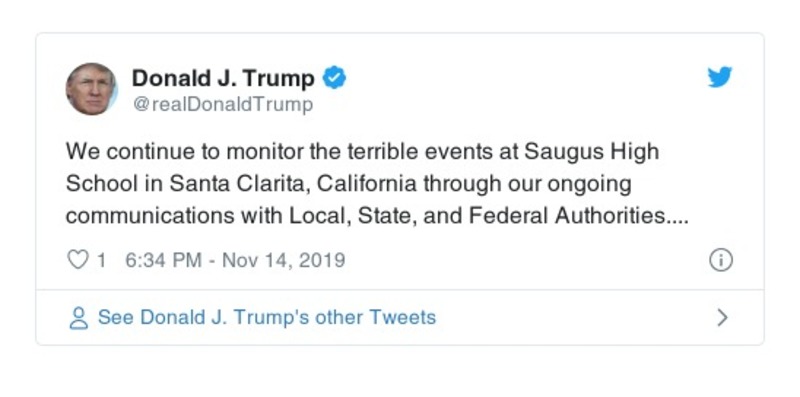 Donald J. Trump
@realDonaldTrump
We continue to monitor the terrible events at Saugus High
School in Santa Clarita, California through our ongoing
communications with Local, State, and Federal Authorities....
1 6:34 PM - Nov 14, 2019
See Donald J. Trump's other Tweets